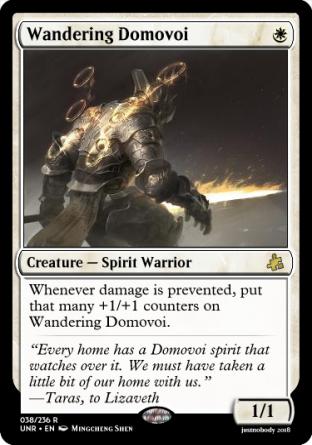 Wandering Domovoi
Creature — Spirit Warrior
Whenever damage is prevented, put
that many +1/+1 counters on
Wandering Domovoi.
“Every home has a Domovoi spirit that
watches over it. We must have taken a
little bit of our home with us.”
—Taras, to Lizaveth
1/1
038/236 R
UNR • EN Mingcheng Shen
justnobody 2018